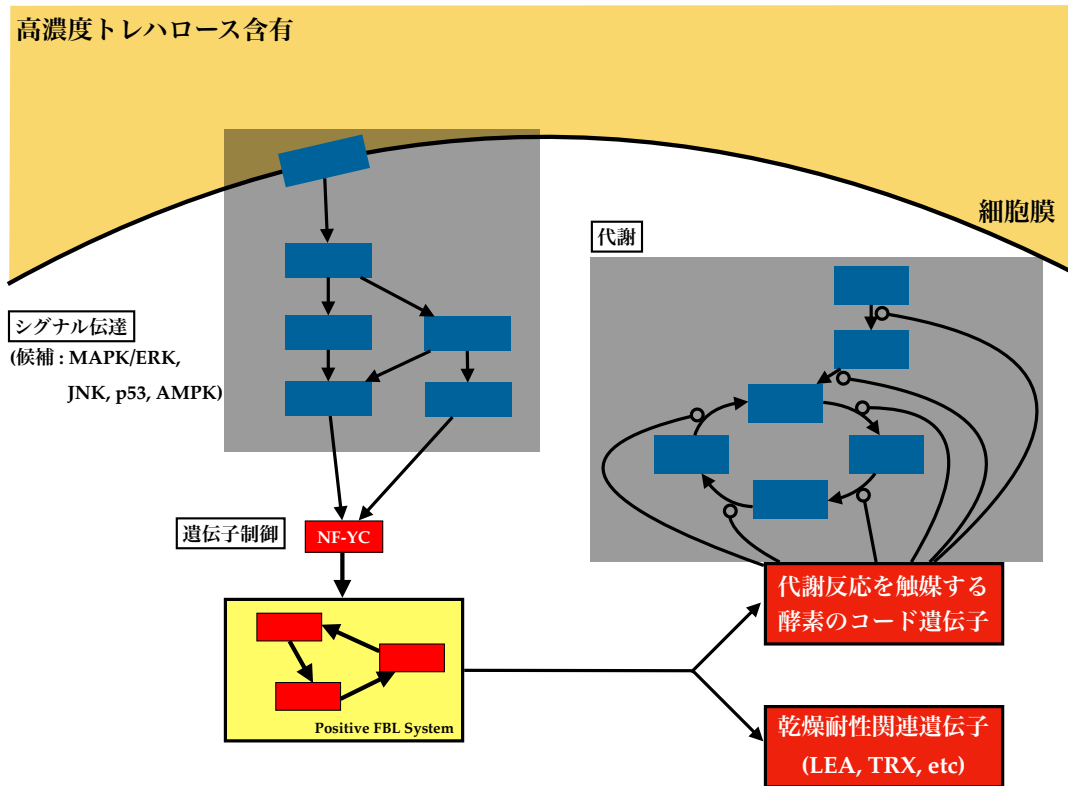 高濃度トレハロース含有
細胞膜
代謝
シグナル伝達
(候補 : MAPK/ERK,
JNK, p53, AMPK)
遺伝子制御
NF-YC
Positive FBL System
代謝反応を触媒する
酵素のコード遺伝子
乾燥耐性関連遺伝子
(LEA, TRX, etc)